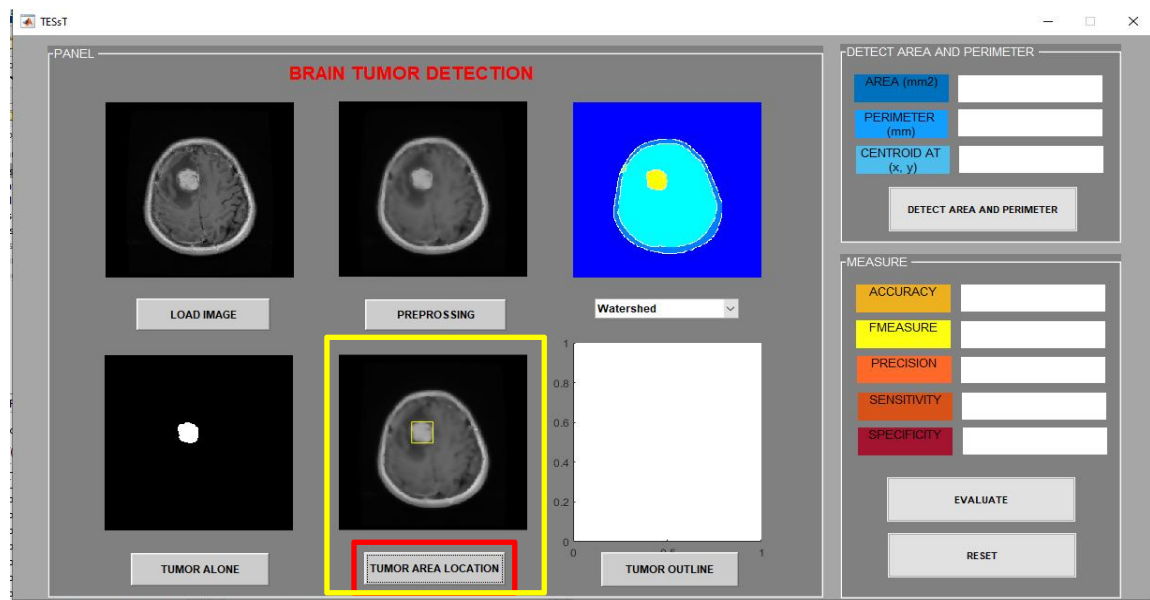 TESsT
PANEL
BRAIN TUMOR DETECTION
LOAD IMAGE
PREPROSSING
Watershed
TUMOR ALONE
TUMOR AREA LOCATION
1
0.8
0.6
0.4
0.2
0
0
1
TUMOR OUTLINE
DETECT AREA AND PERIMETER
AREA (mm2)
PERIMETER
(mm)
CENTROID AT
(x, y)
DETECT AREA AND PERIMETER
MEASURE
ACCURACY
FMEASURE
PRECISION
SENSITIVITY
SPECIFICITY
EVALUATE
RESET